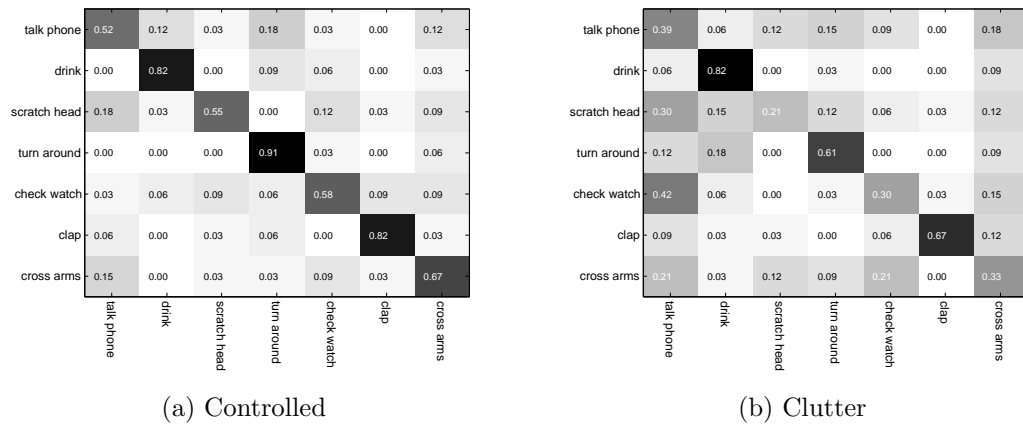 talk phone 0.52 0.12 0.03 0.18 0.03 0.00 0.12
drink 0.00 0.82 0.00 0.09 0.06 0.00 0.03
scratch head 0.18 0.03 0.55 0.00 0.12 0.03 0.09
turn around 0.00 0.00 0.00 0.91 0.03 0.00 0.06
check watch 0.03 0.06 0.09 0.06 0.58 0.09 0.09
clap 0.06 0.00 0.03 0.06 0.00 0.82 0.03
cross arms 0.15 0.00 0.03 0.03 0.09 0.03 0.67
talk phone drink scratch head turn around check watch clap cross arms
(a) Controlled
talk phone 0.39 0.06 0.12 0.15 0.09 0.00 0.18
drink 0.06 0.82 0.00 0.03 0.00 0.00 0.09
scratch head 0.30 0.15 0.21 0.12 0.06 0.03 0.12
turn around 0.12 0.18 0.00 0.61 0.00 0.00 0.09
check watch 0.42 0.06 0.00 0.03 0.30 0.03 0.15
clap 0.09 0.03 0.03 0.00 0.06 0.67 0.12
cross arms 0.21 0.03 0.12 0.09 0.21 0.00 0.33
talk phone drink scratch head turn around check watch clap cross arms
(b) Clutter